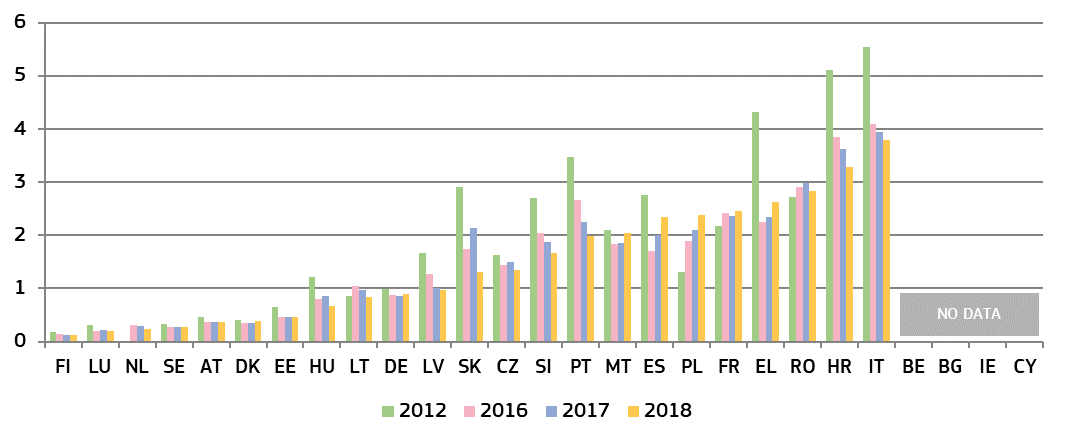 6
5
4
3
2
1
0
FI LU NL SE AT DK EE HU LT DE LV SK CZ SI PT MT ES PL FR EL RO HR IT BE BG IE CY
NO DATA
2012 2016 2017 2018